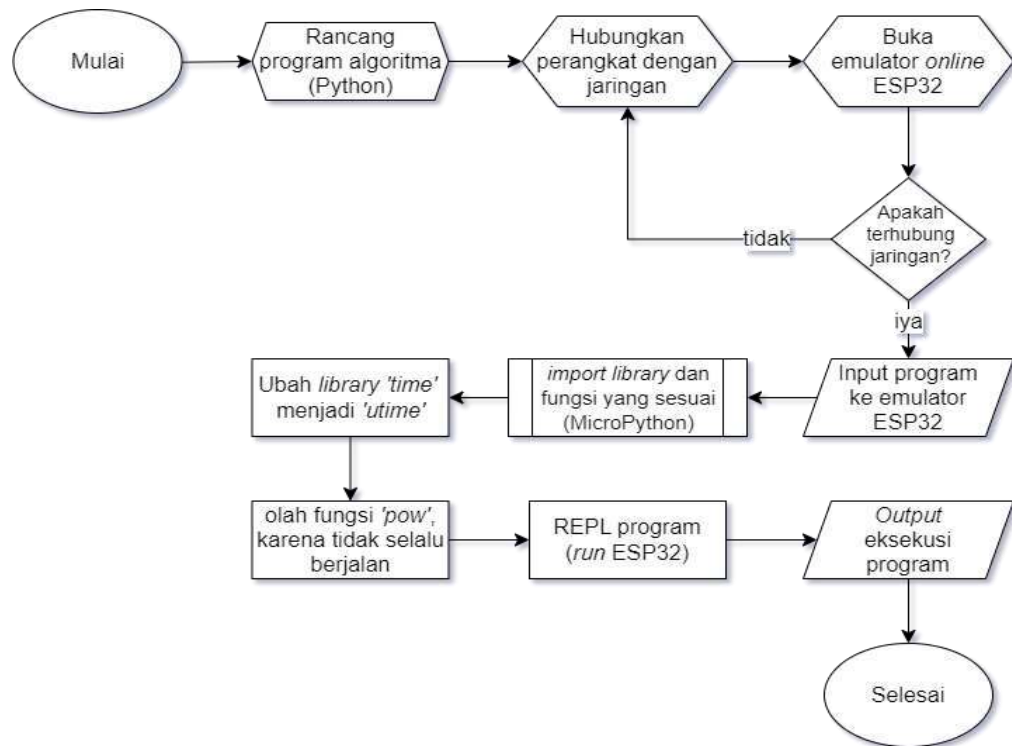 Mulai
Rancang
program algoritma
(Python)
Hubungkan
perangkat dengan
jaringan
Buka
emulator online
ESP32
Apakah
terhubung
jaringan?
tidak
iya
Input program
ke emulator
ESP32
import library dan
fungsi yang sesuai
(MicroPython)
Ubah library 'time'
menjadi 'utime'
olah fungsi 'pow',
karena tidak selalu
berjalan
REPL program
(run ESP32)
Output
eksekusi
program
Selesai